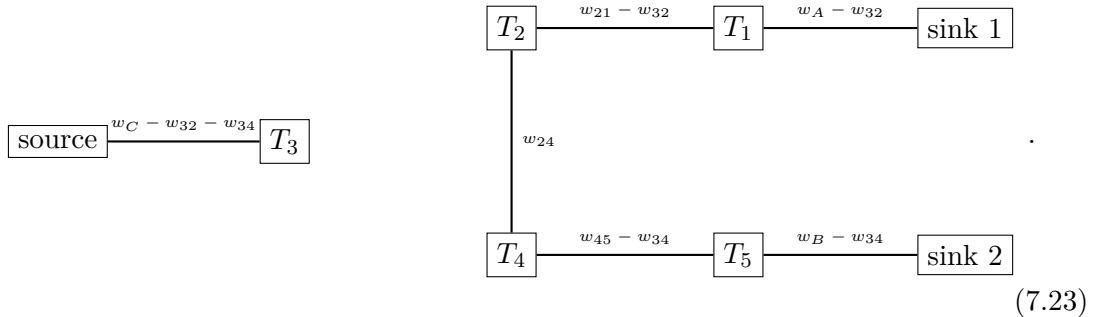 T_2 w_{21} − w_{32} T_1 w_A − w_{32} sink 1
source w_C − w_{32} − w_{34} T_3 w_{24} .
T_4 w_{45} − w_{34} T_5 w_B − w_{34} sink 2
(7.23)